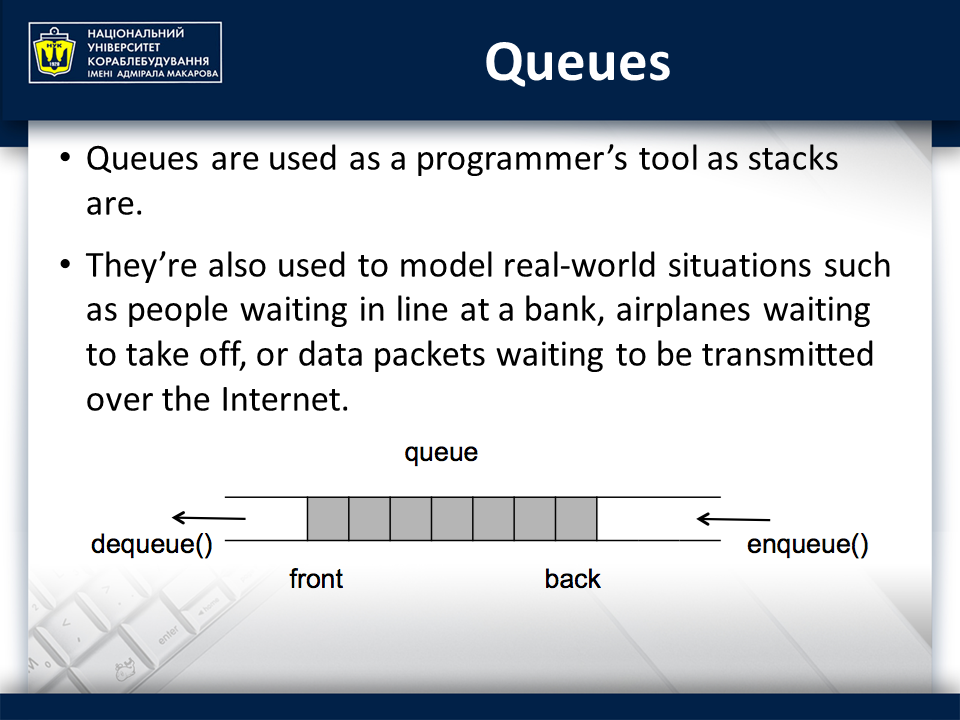 НАЦІОНАЛЬНИЙ
УНІВЕРСИТЕТ
КОРАБЛЕБУДУВАННЯ
ІМЕНІ АДМІРАЛА МАКАРОВА
НУК
1920
Queues
• Queues are used as a programmer’s tool as stacks
are.
• They’re also used to model real-world situations such
as people waiting in line at a bank, airplanes waiting
to take off, or data packets waiting to be transmitted
over the Internet.
queue
dequeue()
enqueue()
front
back
enter